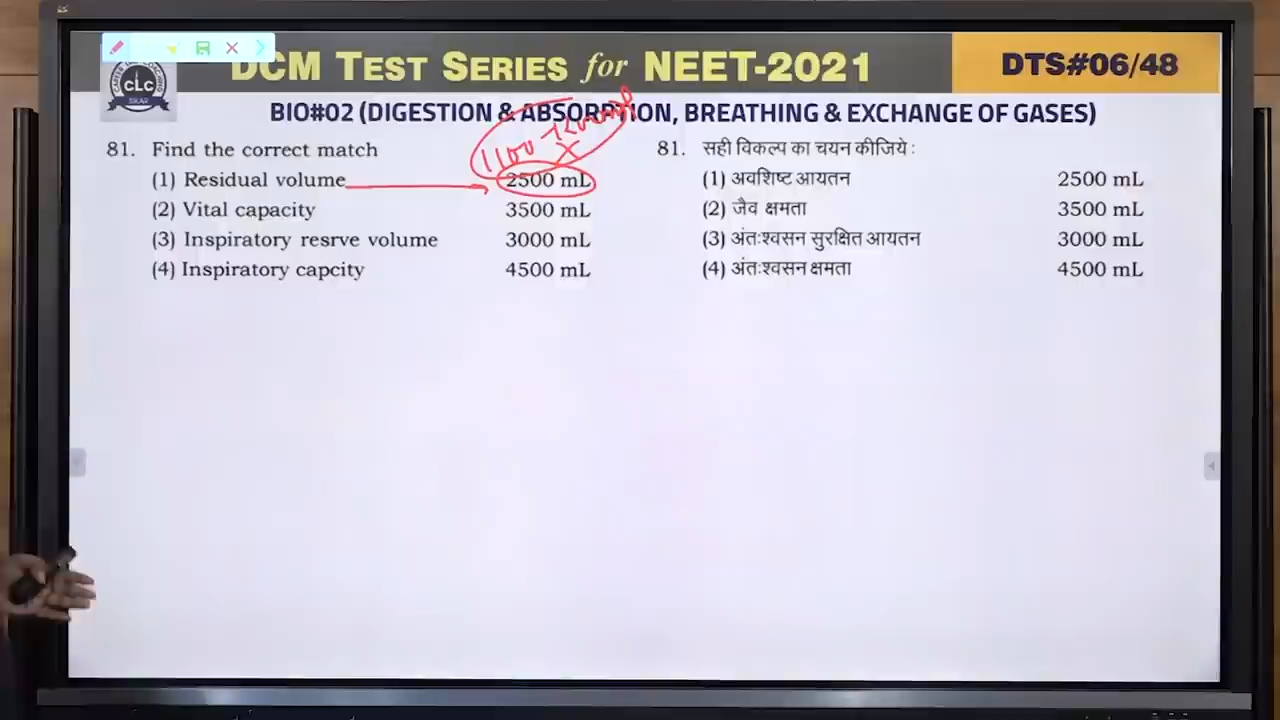 DCM TEST SERIES for NEET-2021
DTS#06/48
CLC
SIKAR
BIO#02 (DIGESTION & ABSORPTION, BREATHING & EXCHANGE OF GASES)
81. Find the correct match
1100
(1) Residual volume 2500 mL
(2) Vital capacity 3500 mL
(3) Inspiratory resrve volume 3000 mL
(4) Inspiratory capcity 4500 mL
81. सही विकल्प का चयन कीजिये :
(1) अवशिष्ट आयतन 2500 mL
(2) जैव क्षमता 3500 mL
(3) अंतःश्वसन सुरक्षित आयतन 3000 mL
(4) अंतःश्वसन क्षमता 4500 mL